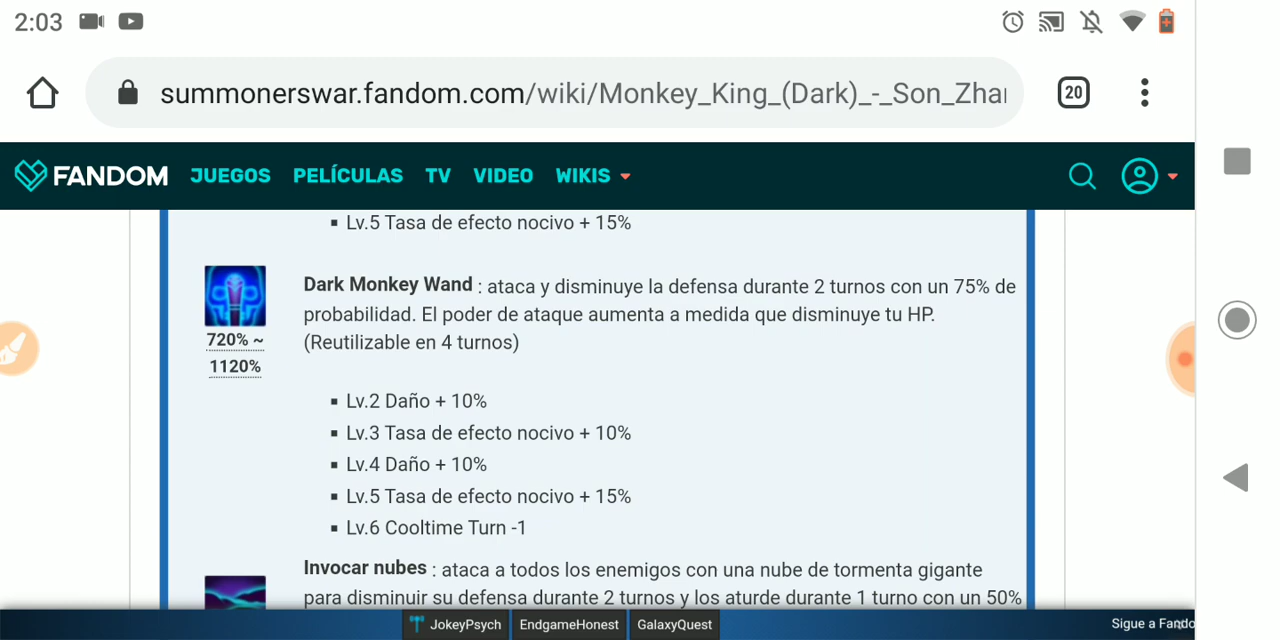 2:03
summonerswar.fandom.com/wiki/Monkey_King_(Dark)_-_Son_Zhar
20
FANDOM JUEGOS PELÍCULAS TV VIDEO WIKIS
▪ Lv.5 Tasa de efecto nocivo + 15%
Dark Monkey Wand : ataca y disminuye la defensa durante 2 turnos con un 75% de
probabilidad. El poder de ataque aumenta a medida que disminuye tu HP.
(Reutilizable en 4 turnos)
720% ~
1120%
▪ Lv.2 Daño + 10%
▪ Lv.3 Tasa de efecto nocivo + 10%
▪ Lv.4 Daño + 10%
▪ Lv.5 Tasa de efecto nocivo + 15%
▪ Lv.6 Cooltime Turn -1
Invocar nubes : ataca a todos los enemigos con una nube de tormenta gigante
para disminuir su defensa durante 2 turnos y los aturde durante 1 turno con un 50%
JokeyPsych EndgameHonest GalaxyQuest Sigue a Fando